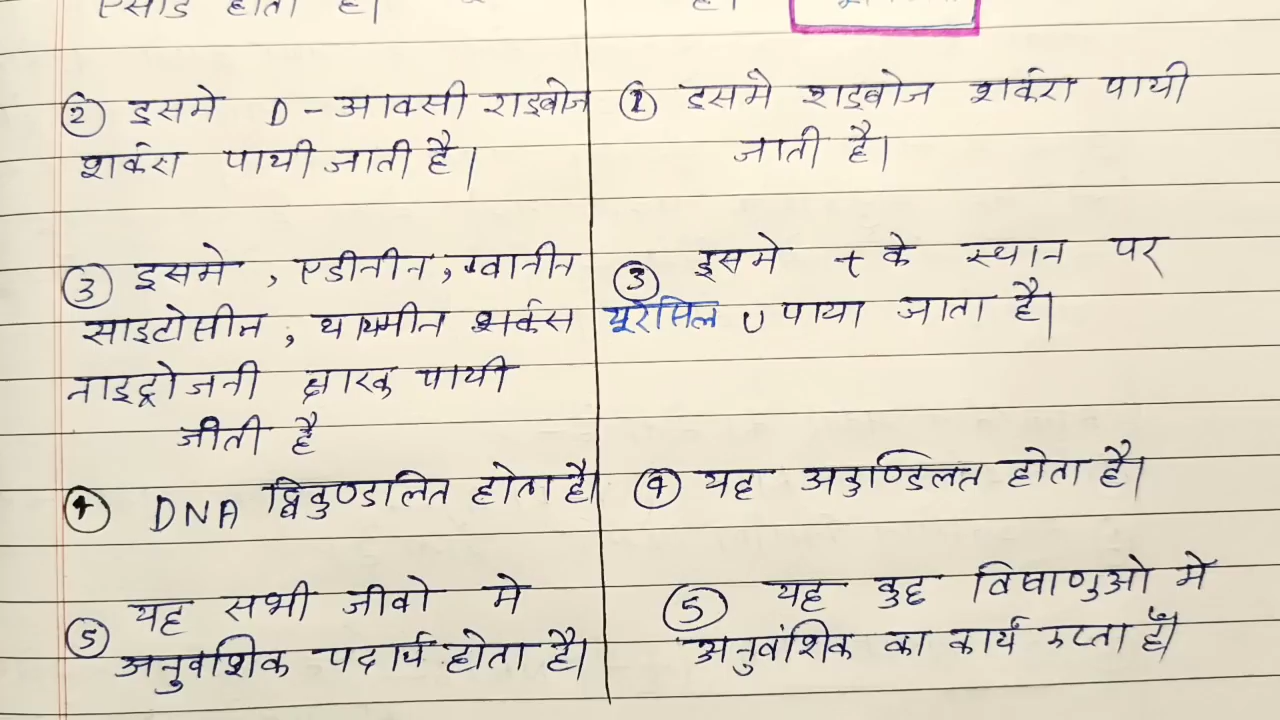 एसीड होता है।
② इसमे D-आक्सी राइबोज
शर्करा पायी जाती है।
③ इसमे , एडीनीन, ग्वानीन
साइटोसीन, थायमीन शर्करा
नाइट्रोजनी क्षारक पायी
जीती है
④ DNA द्विकुण्डलित होता है।
यह सभी जीवो मे
⑤ अनुवंशिक पदार्थ होता है।
है।
② इसमे राइबोज शर्करा पायी
जाती है।
③ इसमे t के स्थान पर
यूरेसिल U पाया जाता है।
④ यह अकुण्डिलत होता है।
⑤ यह कुछ विषाणुओ मे
अनुवंशिक का कार्य करता है।